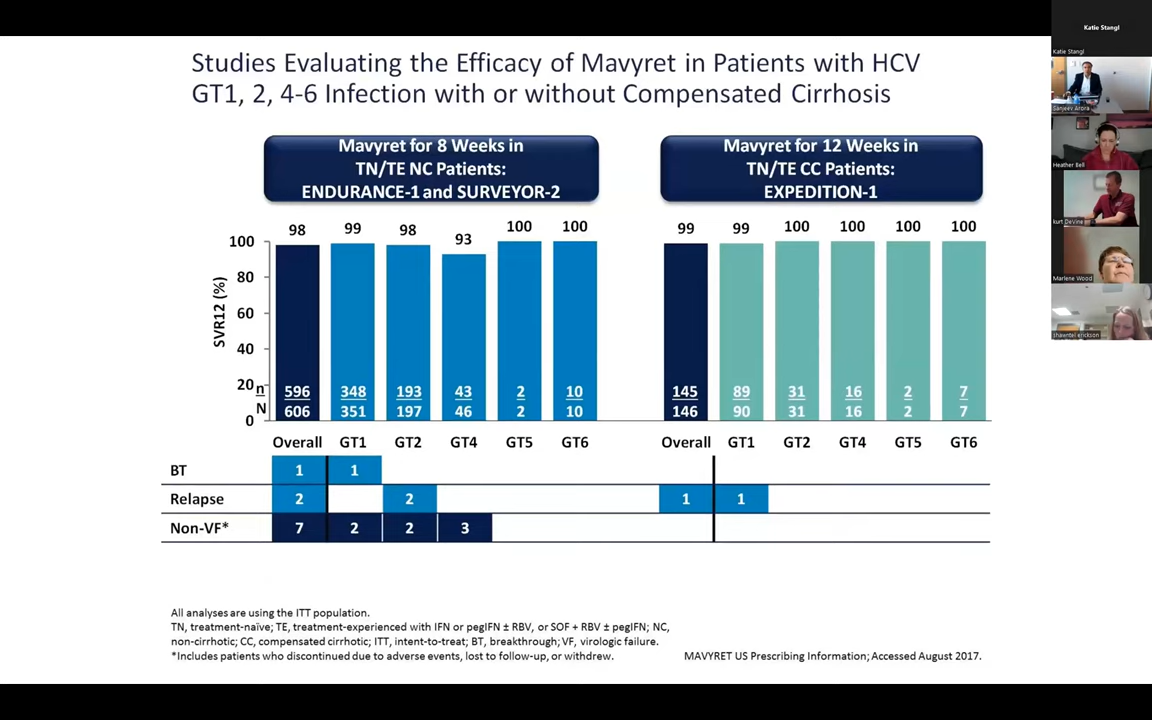 Studies Evaluating the Efficacy of Mavyret in Patients with HCV
GT1, 2, 4-6 Infection with or without Compensated Cirrhosis
Mavyret for 8 Weeks in
TN/TE NC Patients:
ENDURANCE-1 and SURVEYOR-2
Mavyret for 12 Weeks in
TN/TE CC Patients:
EXPEDITION-1
98 99 98 93 100 100
99 99 100 100 100 100
SVR12 (%)
100
80
60
40
20
0
n
N
596 348 193 43 2 10
606 351 197 46 2 10
145 89 31 16 2 7
146 90 31 16 2 7
Overall GT1 GT2 GT4 GT5 GT6
Overall GT1 GT2 GT4 GT5 GT6
BT 1 1
Relapse 2 2 1 1
Non-VF* 7 2 2 3
All analyses are using the ITT population.
TN, treatment-naïve; TE, treatment-experienced with IFN or pegIFN ± RBV, or SOF + RBV ± pegIFN; NC,
non-cirrhotic; CC, compensated cirrhotic; ITT, intent-to-treat; BT, breakthrough; VF, virologic failure.
*Includes patients who discontinued due to adverse events, lost to follow-up, or withdrew.
MAVYRET US Prescribing Information; Accessed August 2017.
Katie Stangl
Katie Stangl
Sanjeev Arora
Heather Bell
kurt DeVine
Marlene Wood
erickson